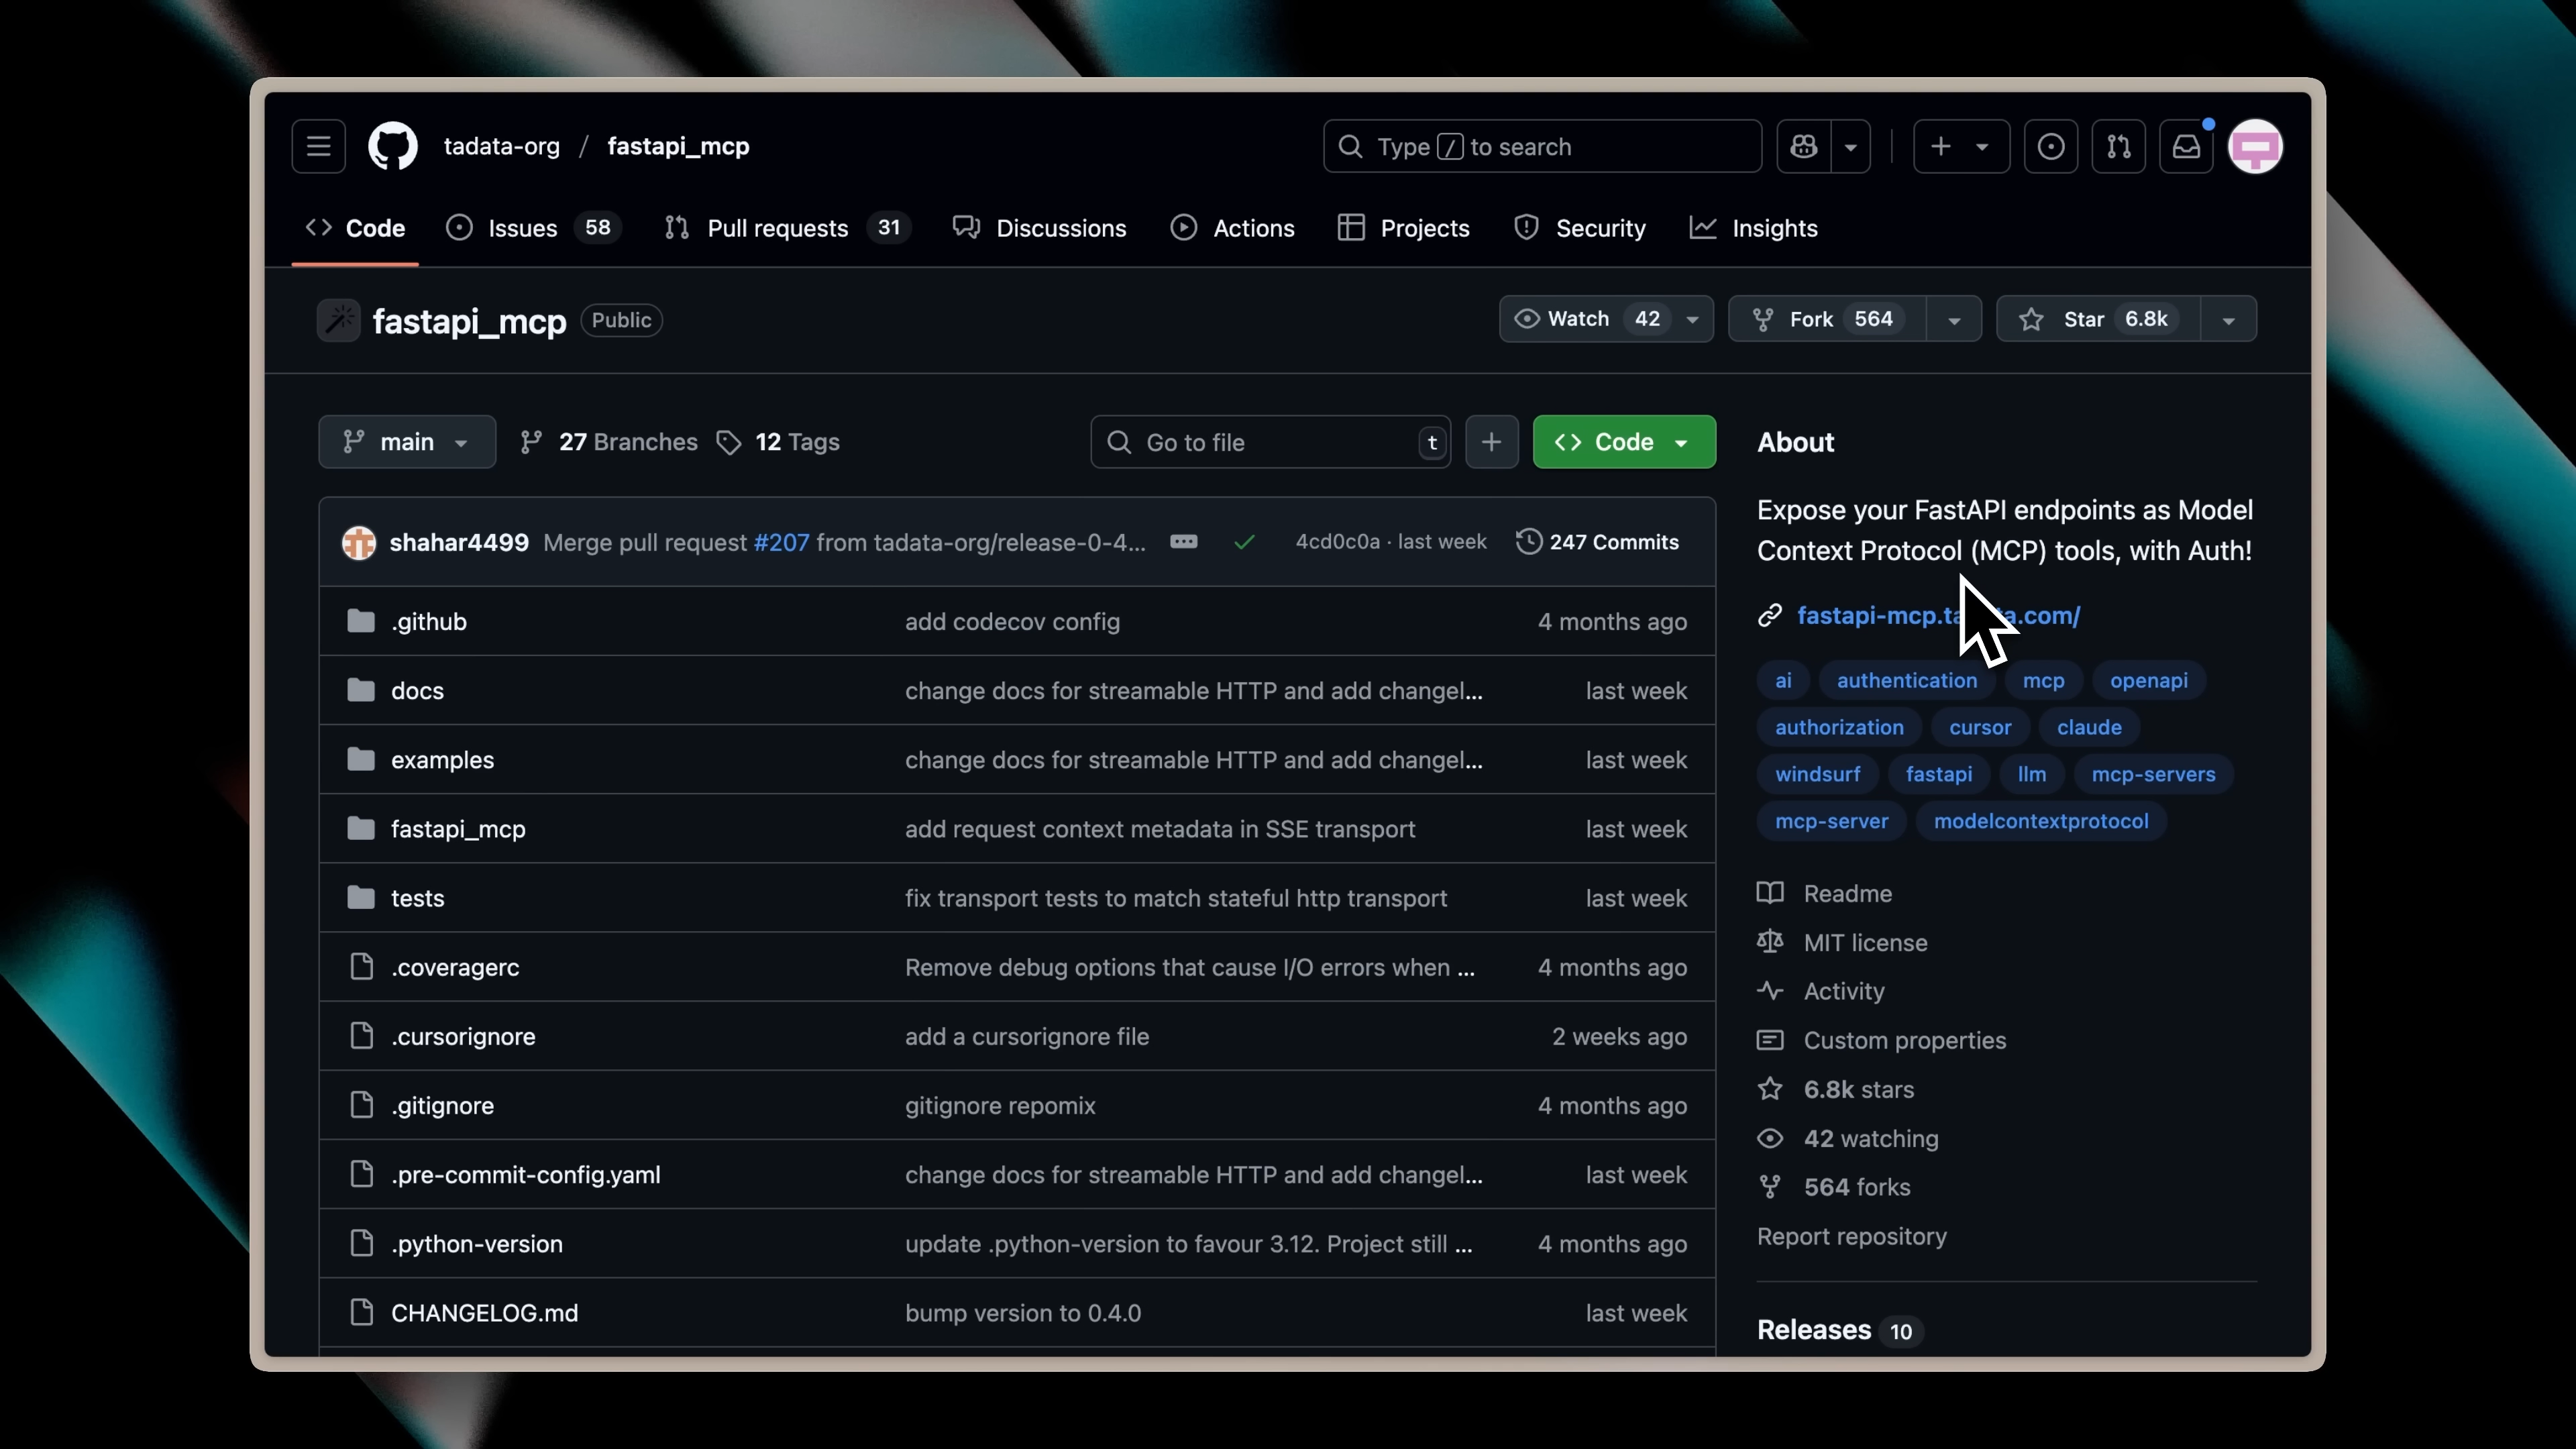 tadata-org / fastapi_mcp
Type / to search
Code Issues 58 Pull requests 31 Discussions Actions Projects Security Insights
fastapi_mcp Public
Watch 42 Fork 564 Star 6.8k
main 27 Branches 12 Tags
Go to file t
Code
shahar4499 Merge pull request #207 from tadata-org/release-0-4... 4cd0c0a · last week 247 Commits
.github add codecov config 4 months ago
docs change docs for streamable HTTP and add changel... last week
examples change docs for streamable HTTP and add changel... last week
fastapi_mcp add request context metadata in SSE transport last week
tests fix transport tests to match stateful http transport last week
.coveragerc Remove debug options that cause I/O errors when ... 4 months ago
.cursorignore add a cursorignore file 2 weeks ago
.gitignore gitignore repomix 4 months ago
.pre-commit-config.yaml change docs for streamable HTTP and add changel... last week
.python-version update .python-version to favour 3.12. Project still ... 4 months ago
CHANGELOG.md bump version to 0.4.0 last week
About
Expose your FastAPI endpoints as Model
Context Protocol (MCP) tools, with Auth!
ai authentication mcp openapi
authorization cursor claude
windsurf fastapi llm mcp-servers
mcp-server modelcontextprotocol
Readme
MIT license
Activity
Custom properties
6.8k stars
42 watching
564 forks
Report repository
Releases 10